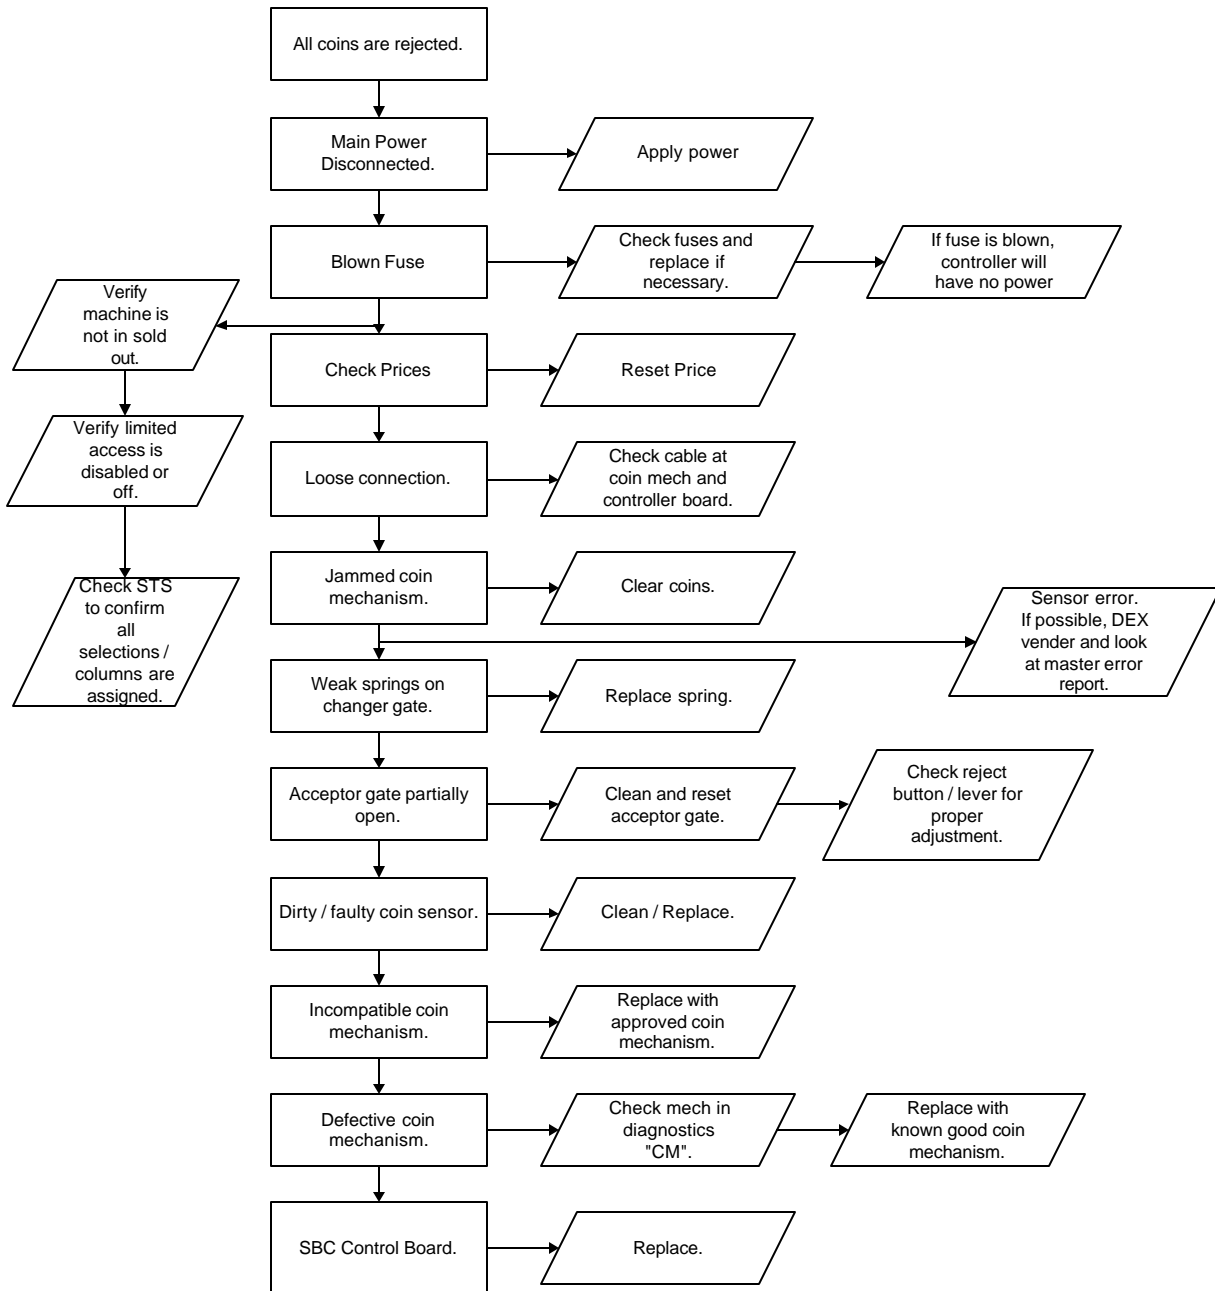 All coins are rejected.
Main Power
Disconnected.
Apply power
Blown Fuse
Check fuses and
replace if
necessary.
If fuse is blown,
controller will
have no power
Verify
machine is
not in sold
out.
Check Prices
Reset Price
Verify limited
access is
disabled or
off.
Loose connection.
Check cable at
coin mech and
controller board.
Check STS
to confirm
all
selections /
columns are
assigned.
Jammed coin
mechanism.
Clear coins.
Sensor error.
If possible, DEX
vender and look
at master error
report.
Weak springs on
changer gate.
Replace spring.
Acceptor gate partially
open.
Clean and reset
acceptor gate.
Check reject
button / lever for
proper
adjustment.
Dirty / faulty coin sensor.
Clean / Replace.
Incompatible coin
mechanism.
Replace with
approved coin
mechanism.
Defective coin
mechanism.
Check mech in
diagnostics
"CM".
Replace with
known good coin
mechanism.
SBC Control Board.
Replace.